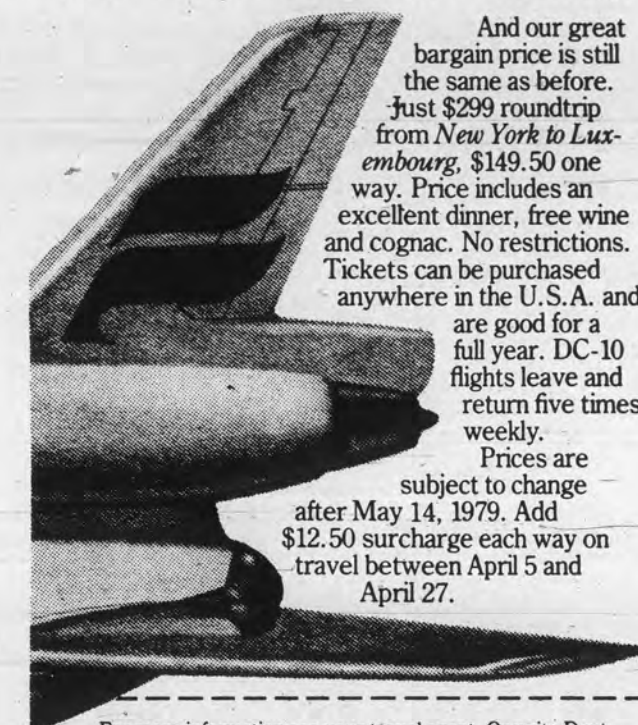 And our great
bargain price is still
the same as before.
Just $299 roundtrip
from New York to Lux-
embourg, $149.50 one
way. Price includes an
excellent dinner, free wine
and cognac. No restrictions.
Tickets can be purchased
anywhere in the U.S.A. and
are good for a
full year. DC-10
flights leave and
return five times
weekly.
Prices are
subject to change
after May 14, 1979. Add
$12.50 surcharge each way on
travel between April 5 and
April 27.